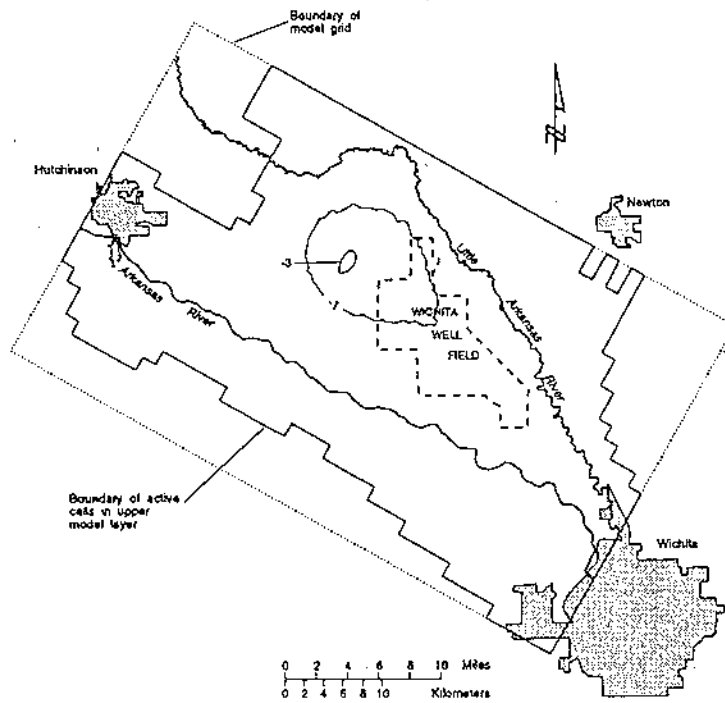 Boundary of
model grid
N
Hutchinson
Newton
-3
-1
Little
Arkansas
River
Arkansas
River
WICHITA
WELL
FIELD
Boundary of active
cells in upper
model layer
Wichita
0 2 4 6 8 10 Miles
0 2 4 6 8 10 Kilometers